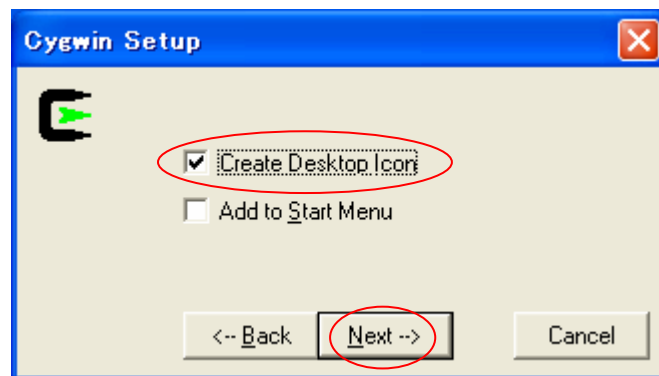 Cygwin Setup
Create Desktop Icon
Add to Start Menu
<-- Back Next --> Cancel